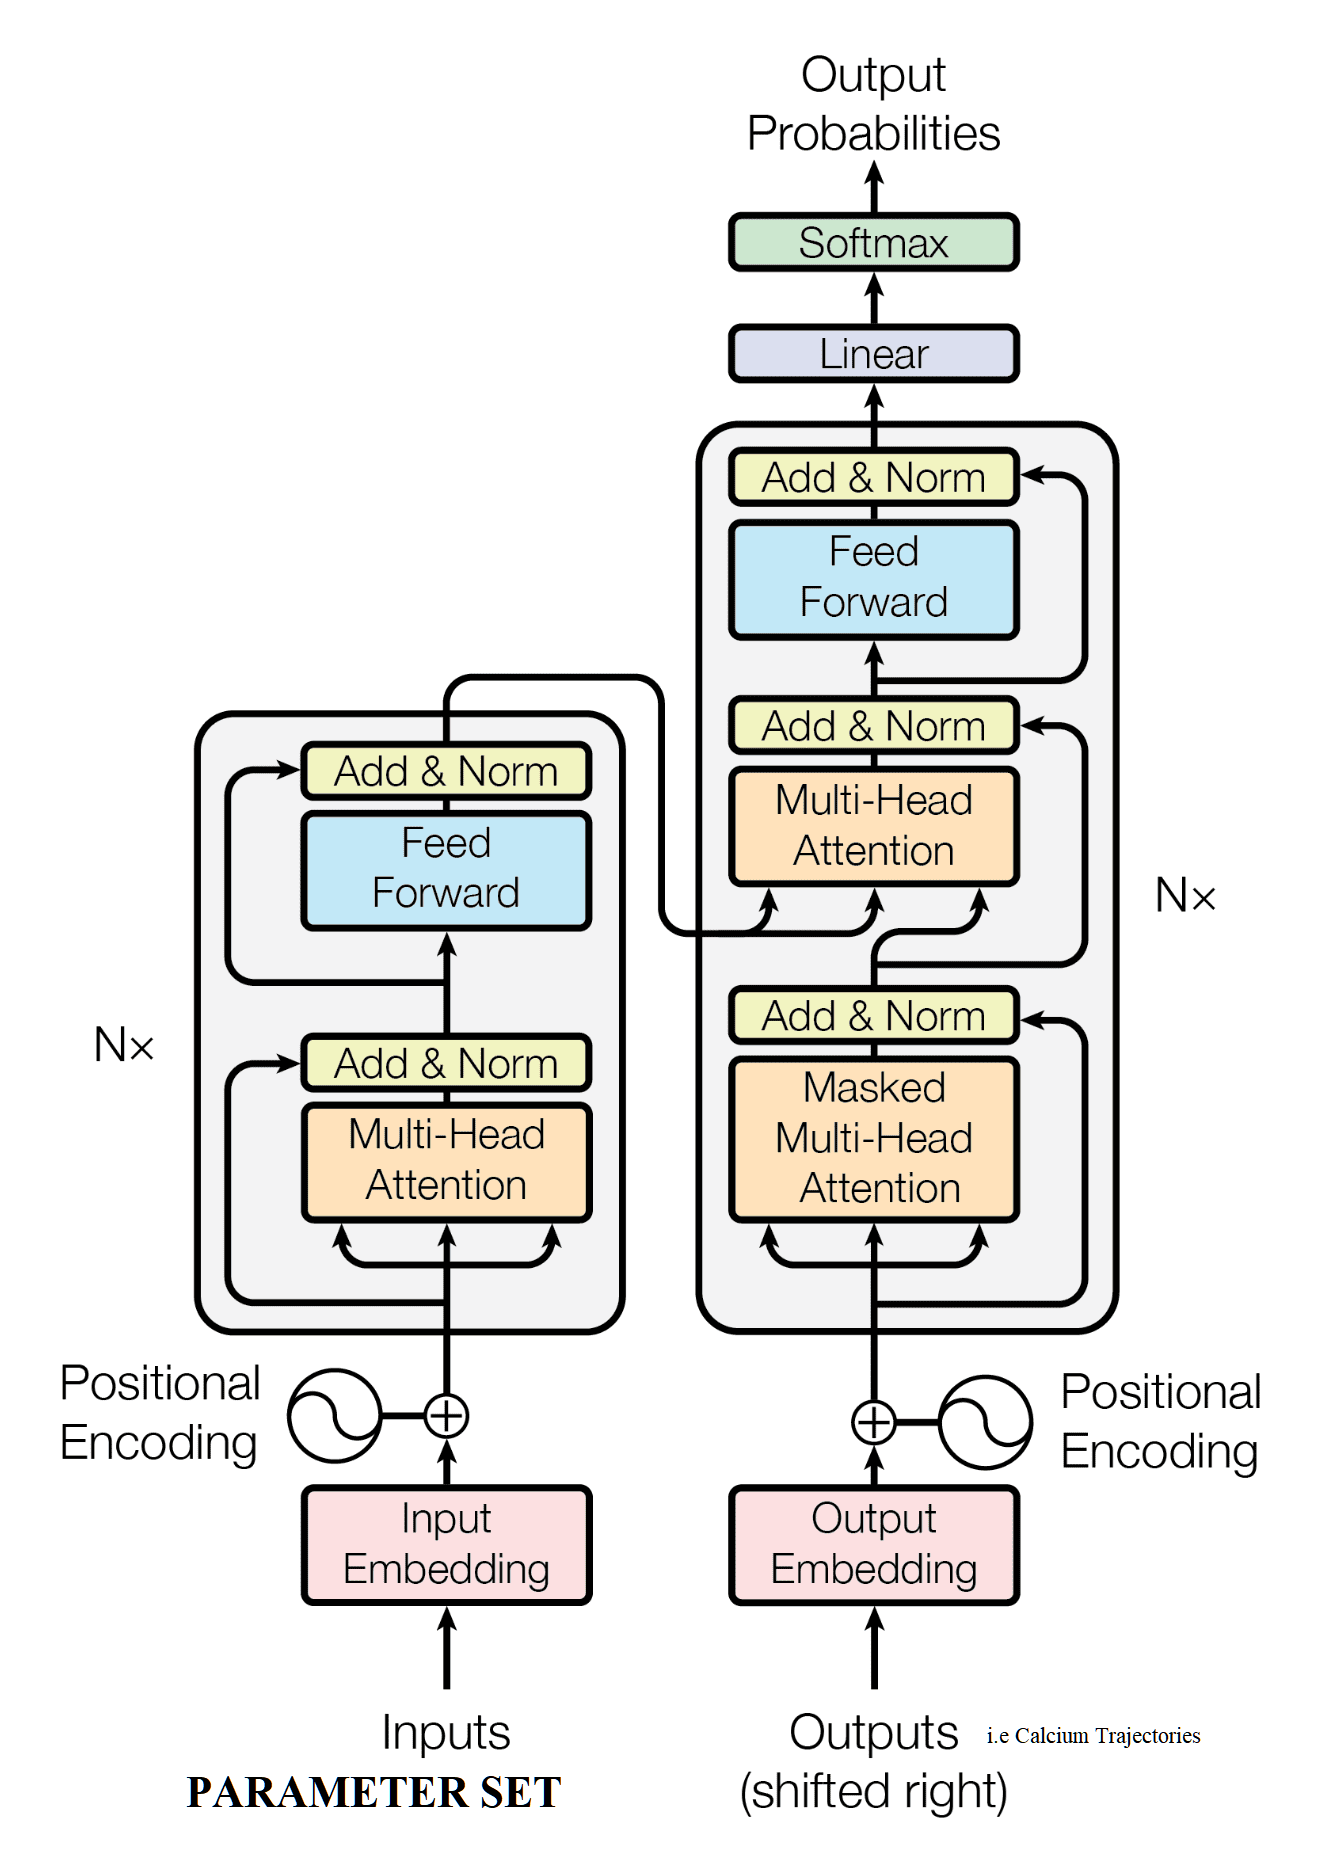 Output
Probabilities
Softmax
Linear
Add & Norm
Feed
Forward
Add & Norm
Multi-Head
Attention
Nx
Add & Norm
Masked
Multi-Head
Attention
Add & Norm
Feed
Forward
Nx
Add & Norm
Multi-Head
Attention
Positional
Encoding
Positional
Encoding
Input
Embedding
Output
Embedding
Inputs
PARAMETER SET
Outputs i.e Calcium Trajectories
(shifted right)